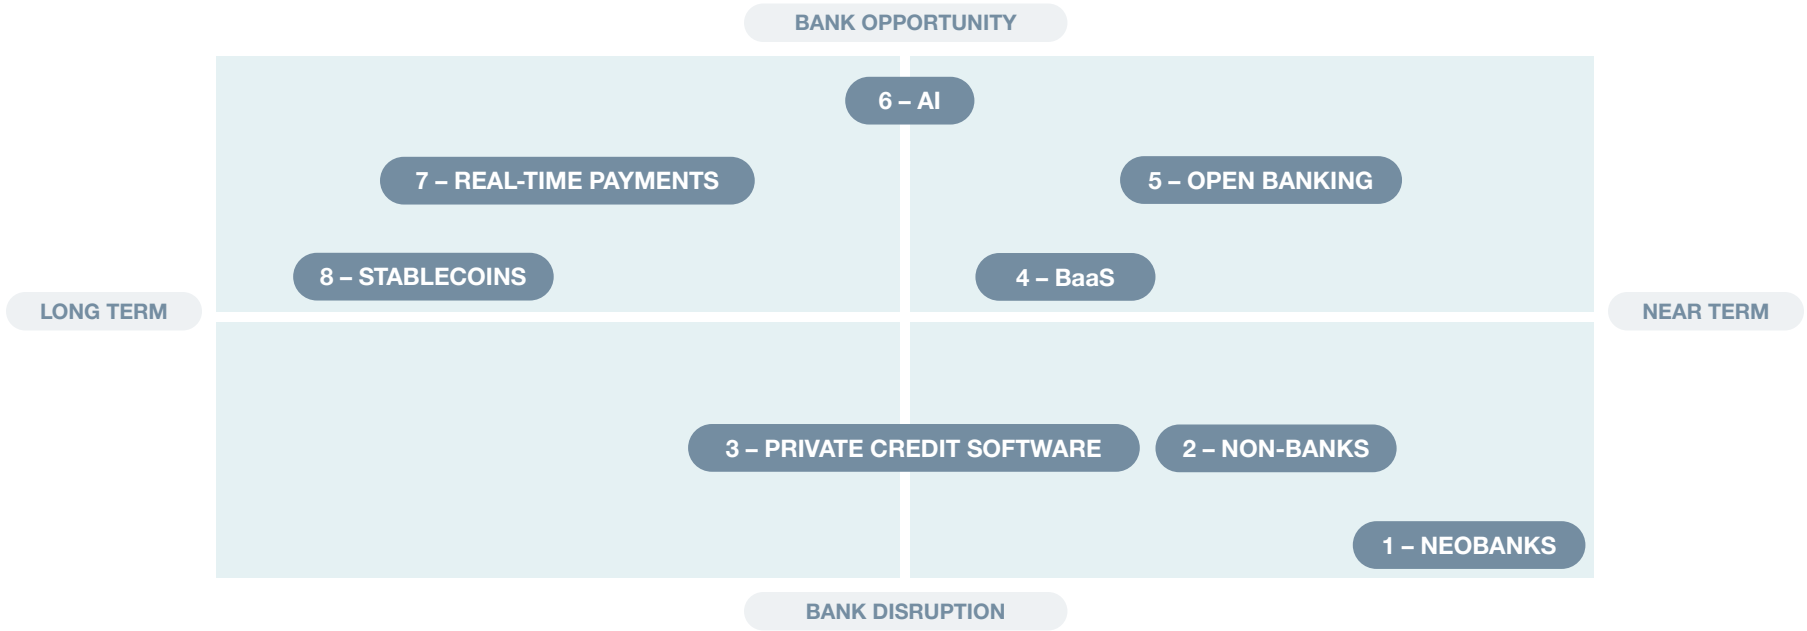 BANK OPPORTUNITY
6 – AI
7 – REAL-TIME PAYMENTS
5 – OPEN BANKING
8 – STABLECOINS
4 – BaaS
LONG TERM
NEAR TERM
3 – PRIVATE CREDIT SOFTWARE
2 – NON-BANKS
1 – NEOBANKS
BANK DISRUPTION